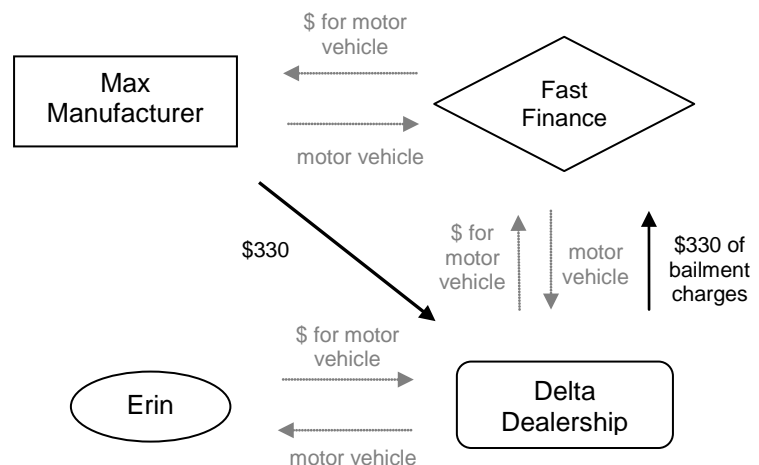 $ for motor
vehicle
Max
Manufacturer
Fast
Finance
motor vehicle
$330
$ for
motor
vehicle
motor
vehicle
$330 of
bailment
charges
$ for motor
vehicle
Erin
Delta
Dealership
motor vehicle